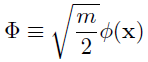 Φ ≡ √(m/2) ϕ(x)